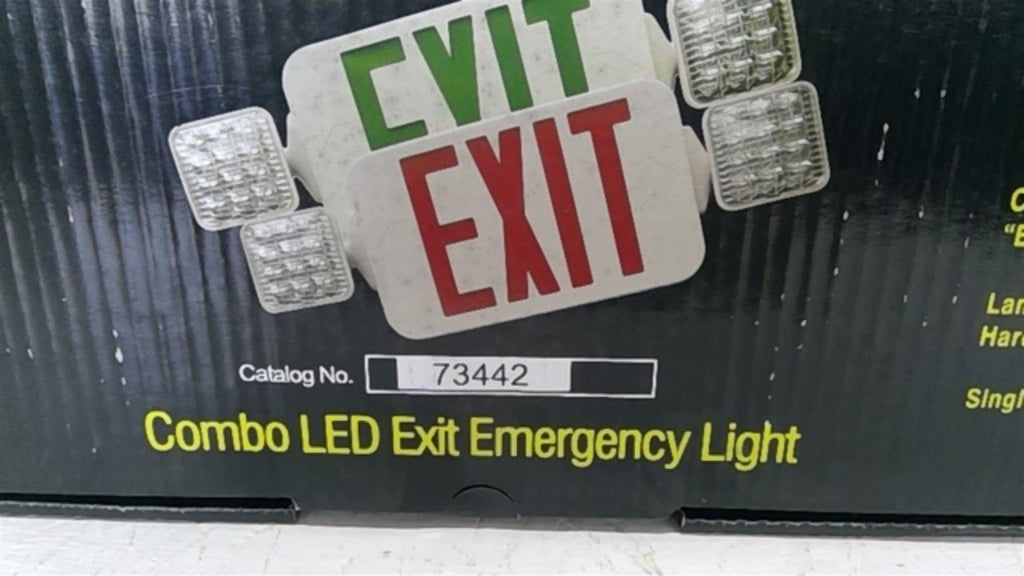 EXIT
EXIT
Catalog No. 73442
Combo LED Exit Emergency Light